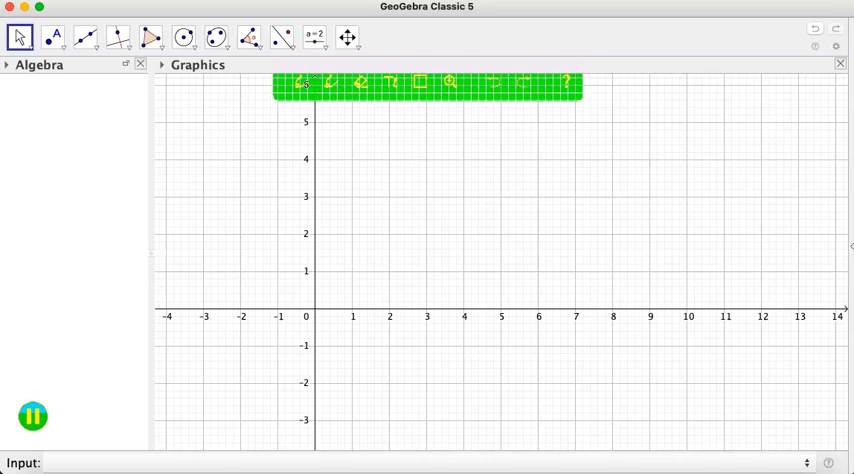 GeoGebra Classic 5
A
α
a=2
Algebra
Graphics
6
5
4
3
2
1
-4 -3 -2 -1 0 1 2 3 4 5 6 7 8 9 10 11 12 13 14
-1
-2
-3
Input: